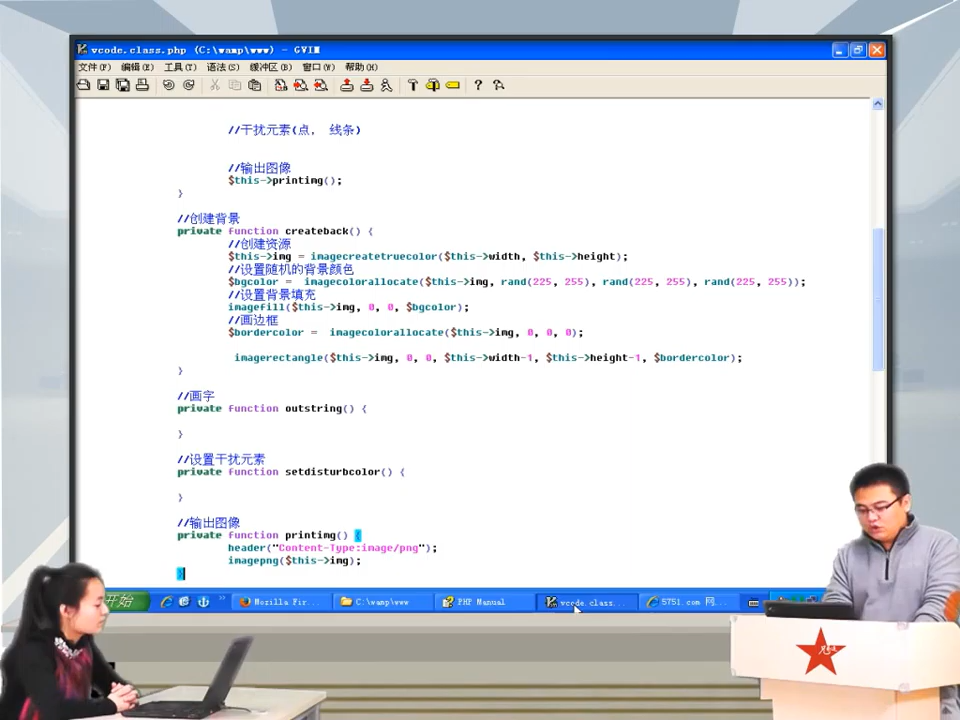 vcode.class.php (C:\wamp\www) - GVIM
文件(F) 编辑(E) 工具(T) 语法(S) 缓冲区(B) 窗口(W) 帮助(H)
//干扰元素(点， 线条)
//输出图像
$this->printimg();
}
//创建背景
private function createback() {
//创建资源
$this->img = imagecreatetruecolor($this->width, $this->height);
//设置随机的背景颜色
$bgcolor =  imagecolorallocate($this->img, rand(225, 255), rand(225, 255), rand(225, 255));
//设置背景填充
imagefill($this->img, 0, 0, $bgcolor);
//画边框
$bordercolor =  imagecolorallocate($this->img, 0, 0, 0);
imagerectangle($this->img, 0, 0, $this->width-1, $this->height-1, $bordercolor);
}
//画字
private function outstring() {
}
//设置干扰元素
private function setdisturbcolor() {
}
//输出图像
private function printimg() {
header("Content-Type:image/png");
imagepng($this->img);
}
开始 Mozilla Fir... C:\wamp\www PHP Manual vcode.class... 5751.com 网...